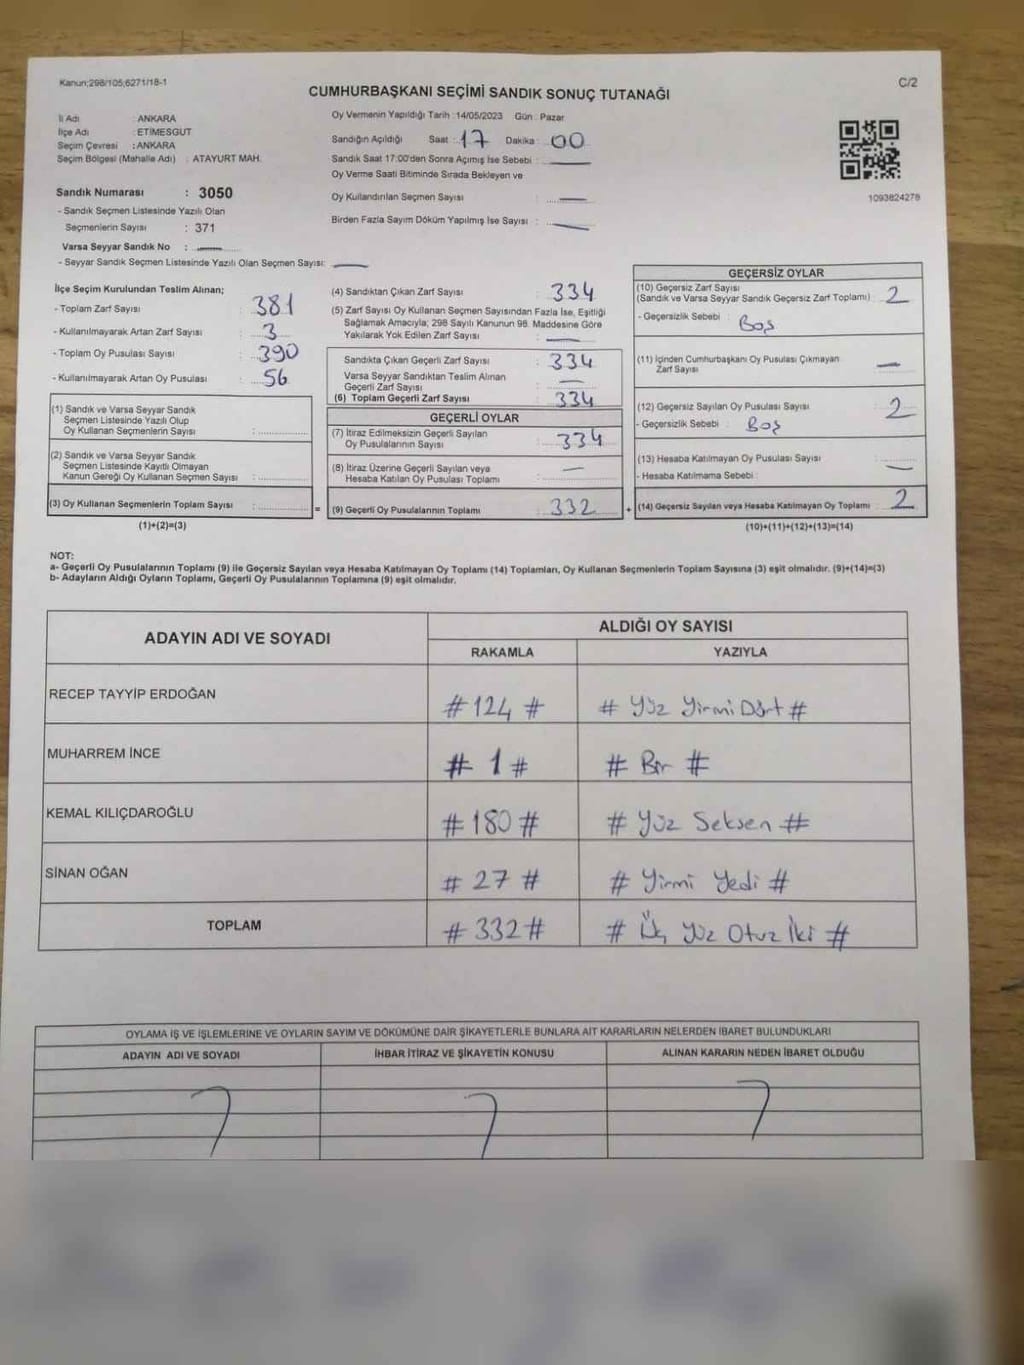 Kanun;298/105;6271/18-1
C/2
CUMHURBAŞKANI SEÇİMİ SANDIK SONUÇ TUTANAĞI
İl Adı : ANKARA
İlçe Adı : ETİMESGUT
Seçim Çevresi : ANKARA
Seçim Bölgesi (Mahalle Adı) : ATAYURT MAH.
Oy Vermenin Yapıldığı Tarih : 14/05/2023 Gün : Pazar
Sandığın Açıldığı Saat : 17 Dakika : 00
Sandık Saat 17:00'den Sonra Açımış İse Sebebi :
Oy Verme Saati Bitiminde Sırada Bekleyen ve
Oy Kullandırılan Seçmen Sayısı :
Birden Fazla Sayım Döküm Yapılmış İse Sayısı :
1093824278
Sandık Numarası : 3050
- Sandık Seçmen Listesinde Yazılı Olan
Seçmenlerin Sayısı : 371
Varsa Seyyar Sandık No :
- Seyyar Sandık Seçmen Listesinde Yazılı Olan Seçmen Sayısı:
İlçe Seçim Kurulundan Teslim Alınan;
- Toplam Zarf Sayısı : 381
- Kullanılmayarak Artan Zarf Sayısı : 3
- Toplam Oy Pusulası Sayısı : 390
- Kullanılmayarak Artan Oy Pusulası : 56
(1) Sandık ve Varsa Seyyar Sandık
Seçmen Listesinde Yazılı Olup
Oy Kullanan Seçmenlerin Sayısı :
(2) Sandık ve Varsa Seyyar Sandık
Seçmen Listesinde Kayıtlı Olmayan
Kanun Gereği Oy Kullanan Seçmen Sayısı :
(3) Oy Kullanan Seçmenlerin Toplam Sayısı : =
(1)+(2)=(3)
(4) Sandıktan Çıkan Zarf Sayısı : 334
(5) Zarf Sayısı Oy Kullanan Seçmen Sayısından Fazla İse, Eşitliği
Sağlamak Amacıyla; 298 Sayılı Kanunun 98. Maddesine Göre
Yakılarak Yok Edilen Zarf Sayısı :
Sandıkta Çıkan Geçerli Zarf Sayısı : 334
Varsa Seyyar Sandıktan Teslim Alınan
Geçerli Zarf Sayısı :
(6) Toplam Geçerli Zarf Sayısı : 334
GEÇERLİ OYLAR
(7) İtiraz Edilmeksizin Geçerli Sayılan
Oy Pusulalarının Sayısı : 334
(8) İtiraz Üzerine Geçerli Sayılan veya
Hesaba Katılan Oy Pusulası Toplamı :
(9) Geçerli Oy Pusulalarının Toplamı : 332 +
GEÇERSİZ OYLAR
(10) Geçersiz Zarf Sayısı
(Sandık ve Varsa Seyyar Sandık Geçersiz Zarf Toplamı) : 2
- Geçersizlik Sebebi : Boş
(11) İçinden Cumhurbaşkanı Oy Pusulası Çıkmayan
Zarf Sayısı :
(12) Geçersiz Sayılan Oy Pusulası Sayısı : 2
- Geçersizlik Sebebi : Boş
(13) Hesaba Katılmayan Oy Pusulası Sayısı :
- Hesaba Katılmama Sebebi :
(14) Geçersiz Sayılan veya Hesaba Katılmayan Oy Toplamı : 2
(10)+(11)+(12)+(13)=(14)
NOT:
a- Geçerli Oy Pusulalarının Toplamı (9) ile Geçersiz Sayılan veya Hesaba Katılmayan Oy Toplamı (14) Toplamları, Oy Kullanan Seçmenlerin Toplam Sayısına (3) eşit olmalıdır. (9)+(14)=(3)
b- Adayların Aldığı Oyların Toplamı, Geçerli Oy Pusulalarının Toplamına (9) eşit olmalıdır.
ADAYIN ADI VE SOYADI
ALDIĞI OY SAYISI
RAKAMLA YAZIYLA
RECEP TAYYİP ERDOĞAN # 124 # # Yüz Yirmi Dört #
MUHARREM İNCE # 1 # # Bir #
KEMAL KILIÇDAROĞLU # 180 # # Yüz Seksen #
SİNAN OĞAN # 27 # # Yirmi Yedi #
TOPLAM # 332 # # Üç Yüz Otuz İki #
OYLAMA İŞ VE İŞLEMLERİNE VE OYLARIN SAYIM VE DÖKÜMÜNE DAİR ŞİKAYETLERLE BUNLARA AİT KARARLARIN NELERDEN İBARET BULUNDUKLARI
ADAYIN ADI VE SOYADI İHBAR İTİRAZ VE ŞİKAYETİN KONUSU ALINAN KARARIN NEDEN İBARET OLDUĞU